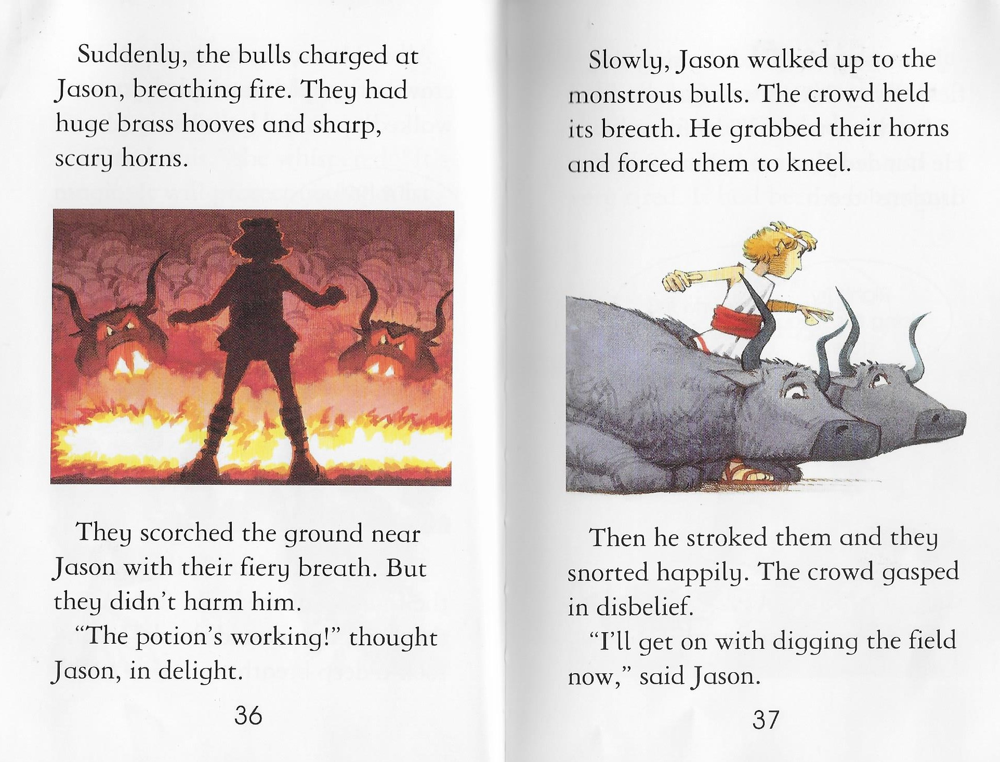 Suddenly, the bulls charged at
Jason, breathing fire. They had
huge brass hooves and sharp,
scary horns.
They scorched the ground near
Jason with their fiery breath. But
they didn't harm him.
“The potion's working!” thought
Jason, in delight.
36
Slowly, Jason walked up to the
monstrous bulls. The crowd held
its breath. He grabbed their horns
and forced them to kneel.
Then he stroked them and they
snorted happily. The crowd gasped
in disbelief.
“I'll get on with digging the field
now,” said Jason.
37